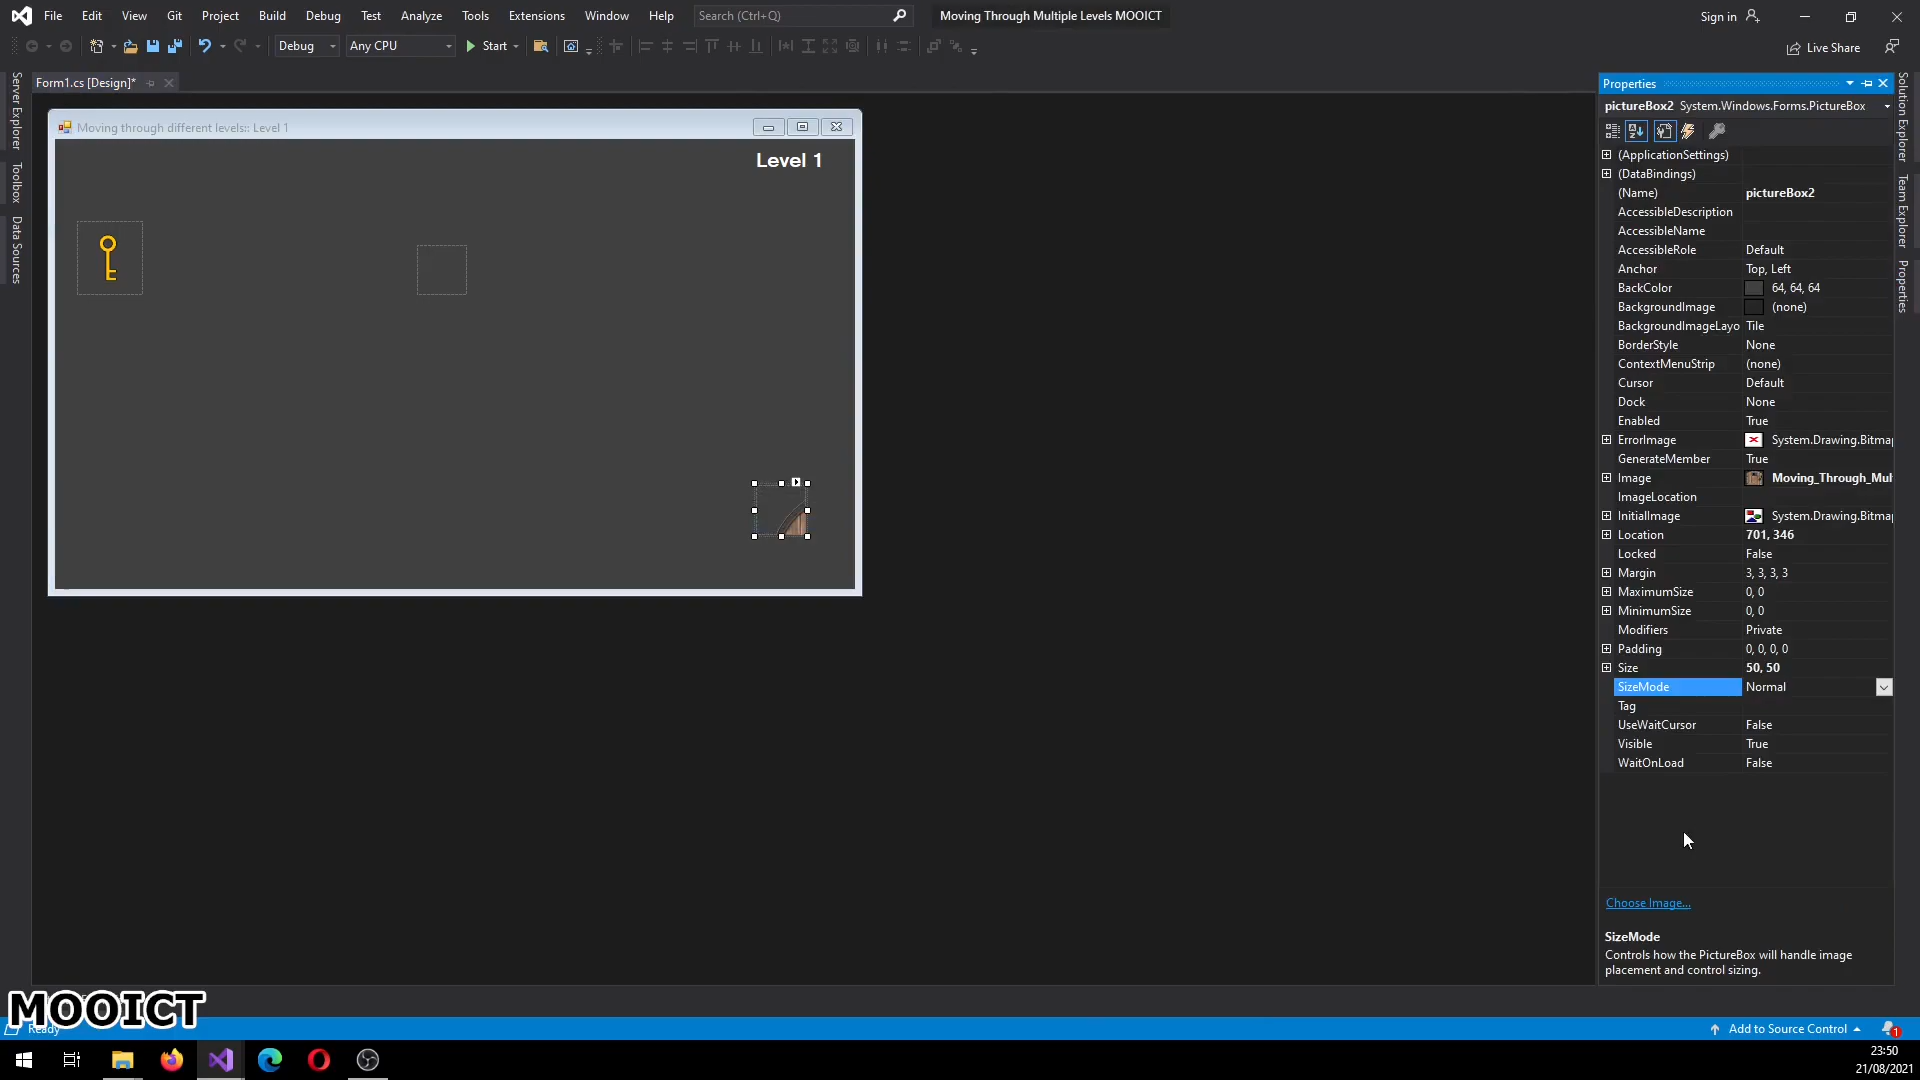 File Edit View Git Project Build Debug Test Analyze Tools Extensions Window Help Search (Ctrl+Q) Moving Through Multiple Levels MOOICT Sign in
Debug Any CPU Start Live Share
Form1.cs [Design]*
Server Explorer
Toolbox
Data Sources
Moving through different levels:: Level 1
Level 1
Properties
pictureBox2 System.Windows.Forms.PictureBox
(ApplicationSettings)
(DataBindings)
(Name) pictureBox2
AccessibleDescription
AccessibleName
AccessibleRole Default
Anchor Top, Left
BackColor 64, 64, 64
BackgroundImage (none)
BackgroundImageLayo Tile
BorderStyle None
ContextMenuStrip (none)
Cursor Default
Dock None
Enabled True
ErrorImage System.Drawing.Bitmap
GenerateMember True
Image Moving_Through_Mul
ImageLocation
InitialImage System.Drawing.Bitmap
Location 701, 346
Locked False
Margin 3, 3, 3, 3
MaximumSize 0, 0
MinimumSize 0, 0
Modifiers Private
Padding 0, 0, 0, 0
Size 50, 50
SizeMode Normal
Tag
UseWaitCursor False
Visible True
WaitOnLoad False
Choose Image...
SizeMode
Controls how the PictureBox will handle image
placement and control sizing.
Solution Explorer
Team Explorer
Properties
MOOICT
Ready
Add to Source Control 1
23:50
21/08/2021